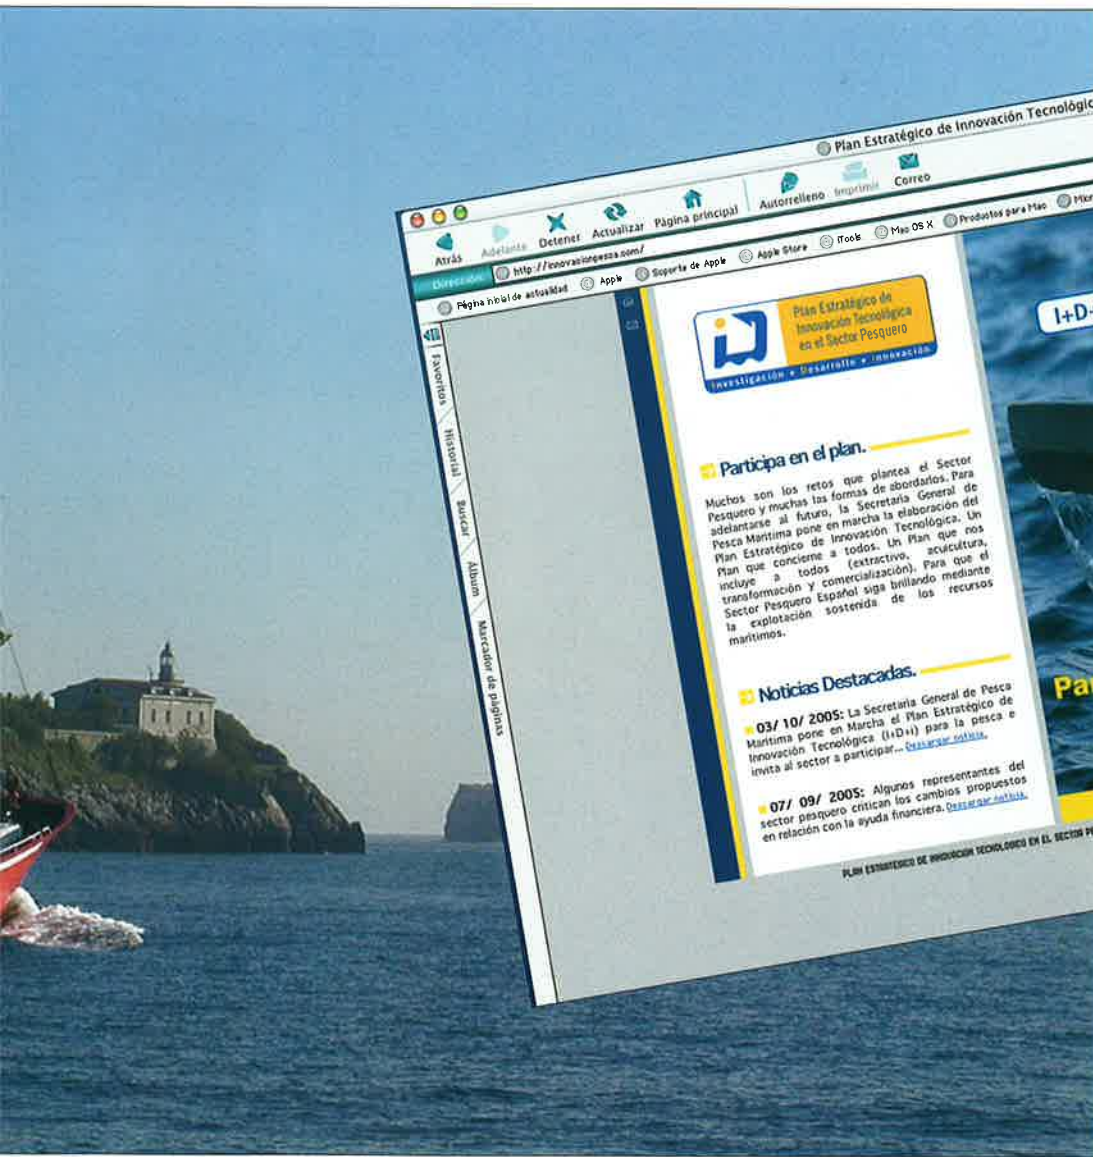 Plan Estratégico de Innovación Tecnológic
Atrás
Adelante
Detener
Actualizar
Página principal
Autorrelleno
Imprimir
Correo
Dirección
http://innovacionpesca.com/
Página inicial de actualidad
Apple
Soporte de Apple
Apple Store
iTools
Mac OS X
Productos para Mac
Favoritos
Historial
Buscar
Álbum
Marcador de páginas
Plan Estratégico de
Innovación Tecnológica
en el Sector Pesquero
Investigación • Desarrollo • Innovación
I+D+
Participa en el plan.
Muchos son los retos que plantea el Sector
Pesquero y muchas las formas de abordarlos. Para
adelantarse al futuro, la Secretaría General de
Pesca Marítima pone en marcha la elaboración del
Plan Estratégico de Innovación Tecnológica. Un
Plan que concierne a todos. Un Plan que nos
incluye a todos (extractivo, acuicultura,
transformación y comercialización). Para que el
Sector Pesquero Español siga brillando mediante
la explotación sostenida de los recursos
marítimos.
Noticias Destacadas.
03/ 10/ 2005: La Secretaría General de Pesca
Marítima pone en Marcha el Plan Estratégico de
Innovación Tecnológica (I+D+i) para la pesca e
invita al sector a participar... Descargar noticia.
07/ 09/ 2005: Algunos representantes del
sector pesquero critican los cambios propuestos
en relación con la ayuda financiera. Descargar noticia.
Pa
PLAN ESTRATÉGICO DE INNOVACIÓN TECNOLÓGICO EN EL SECTOR PE